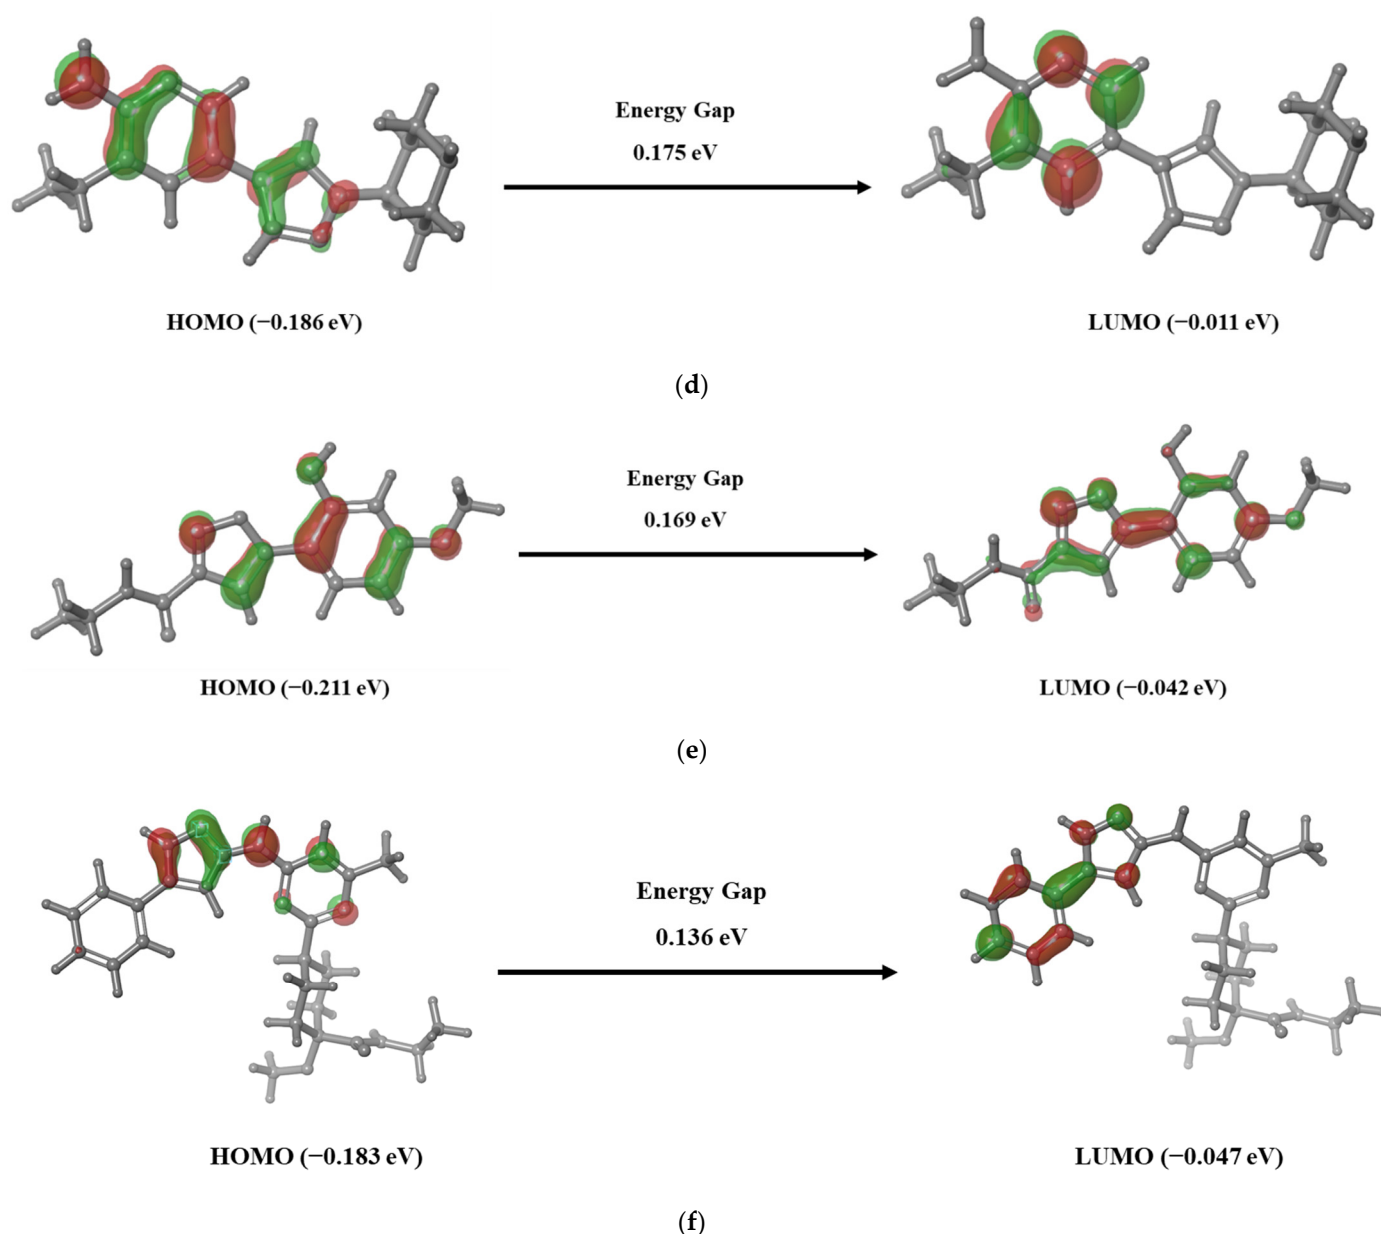 Energy Gap
0.175 eV
HOMO (−0.186 eV)
LUMO (−0.011 eV)
(d)
Energy Gap
0.169 eV
HOMO (−0.211 eV)
LUMO (−0.042 eV)
(e)
Energy Gap
0.136 eV
HOMO (−0.183 eV)
LUMO (−0.047 eV)
(f)